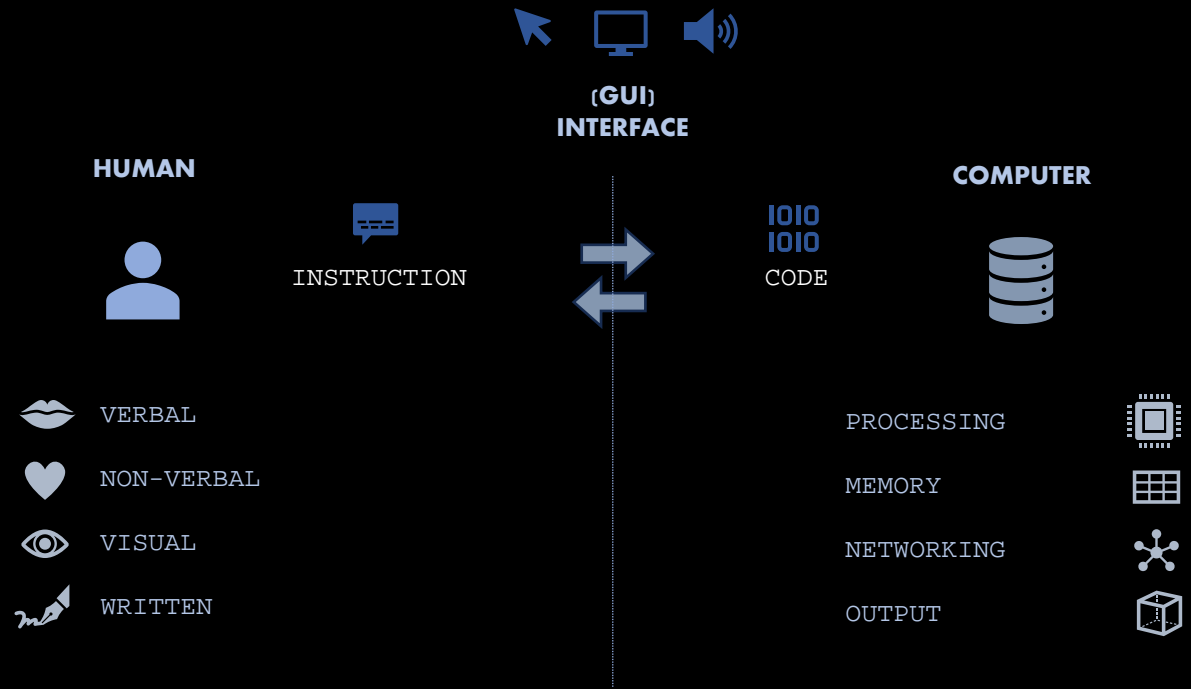 (GUI)
INTERFACE
HUMAN
COMPUTER
1010
1010
INSTRUCTION
CODE
VERBAL
NON-VERBAL
VISUAL
WRITTEN
PROCESSING
MEMORY
NETWORKING
OUTPUT